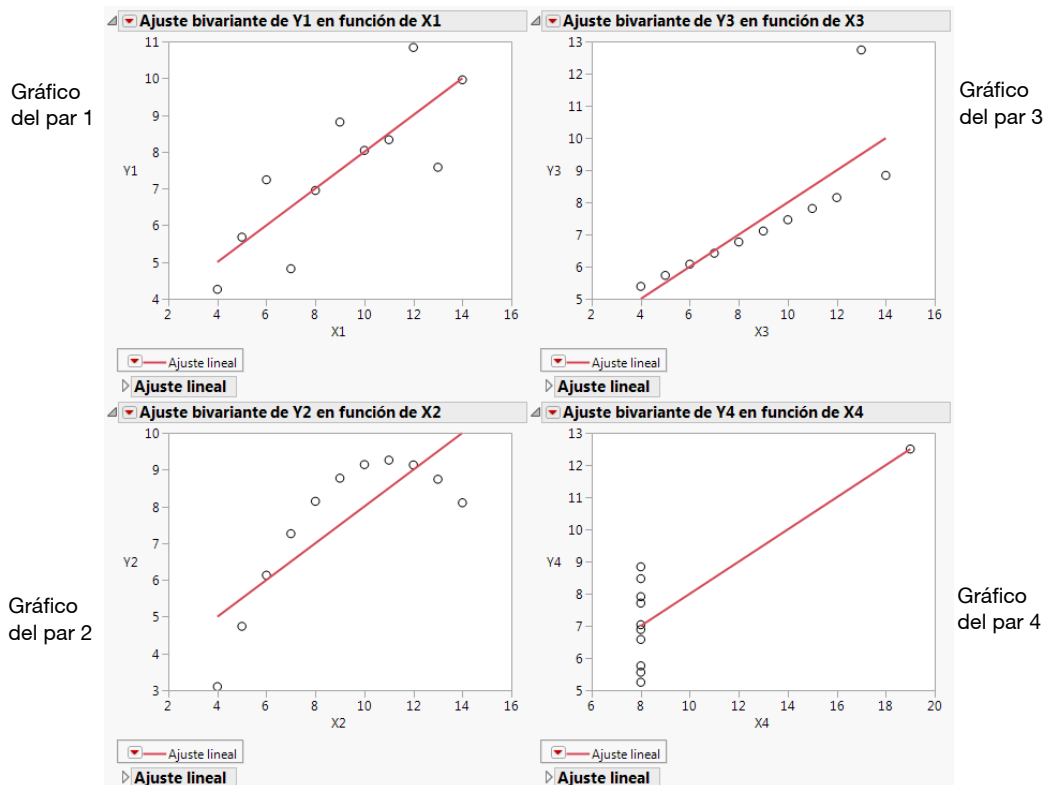 Ajuste bivariante de Y1 en función de X1
Gráfico
del par 1
11
10
9
8
7
6
5
4
Y1
2 4 6 8 10 12 14 16
X1
Ajuste lineal
Ajuste lineal
Ajuste bivariante de Y3 en función de X3
Gráfico
del par 3
13
12
11
10
9
8
7
6
5
Y3
2 4 6 8 10 12 14 16
X3
Ajuste lineal
Ajuste lineal
Ajuste bivariante de Y2 en función de X2
Gráfico
del par 2
10
9
8
7
6
5
4
3
Y2
2 4 6 8 10 12 14 16
X2
Ajuste lineal
Ajuste lineal
Ajuste bivariante de Y4 en función de X4
Gráfico
del par 4
13
12
11
10
9
8
7
6
5
Y4
6 8 10 12 14 16 18 20
X4
Ajuste lineal
Ajuste lineal